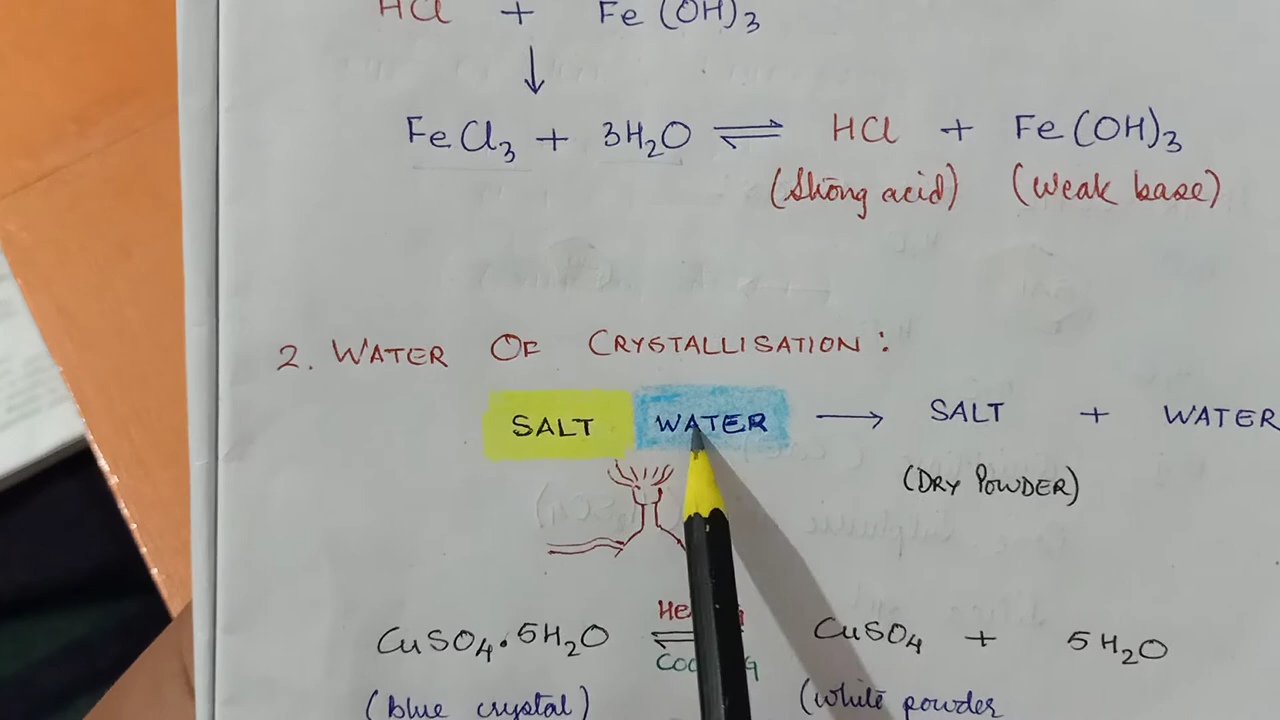 HCl + Fe(OH)₃
↓
FeCl₃ + 3H₂O ⇌ HCl + Fe(OH)₃
(Strong acid) (Weak base)
2. WATER OF CRYSTALLISATION:
SALT WATER → SALT + WATER
(DRY POWDER)
CuSO₄.5H₂O ⇌ CuSO₄ + 5H₂O
(blue crystal) (white powder